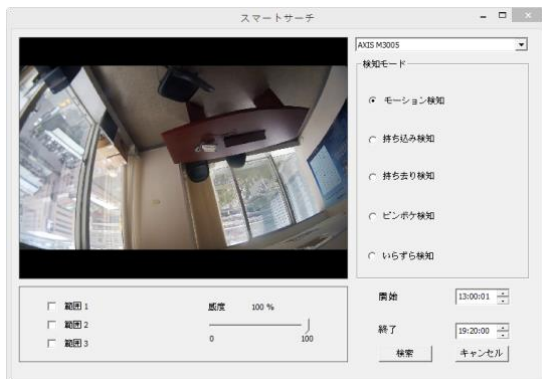 スマートサーチ
AXIS M3005
検知モード
モーション検知
持ち込み検知
持ち去り検知
ピンボケ検知
いらずら検知
範囲 1
範囲 2
範囲 3
感度 100 %
0 100
開始 13:00:01
終了 19:20:00
検索 キャンセル